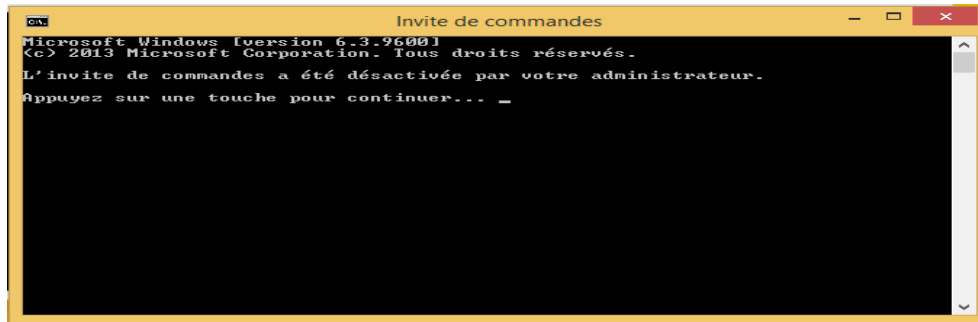 Invite de commandes
Microsoft Windows [version 6.3.9600]
(c) 2013 Microsoft Corporation. Tous droits réservés.
L'invite de commandes a été désactivée par votre administrateur.
Appuyez sur une touche pour continuer... _